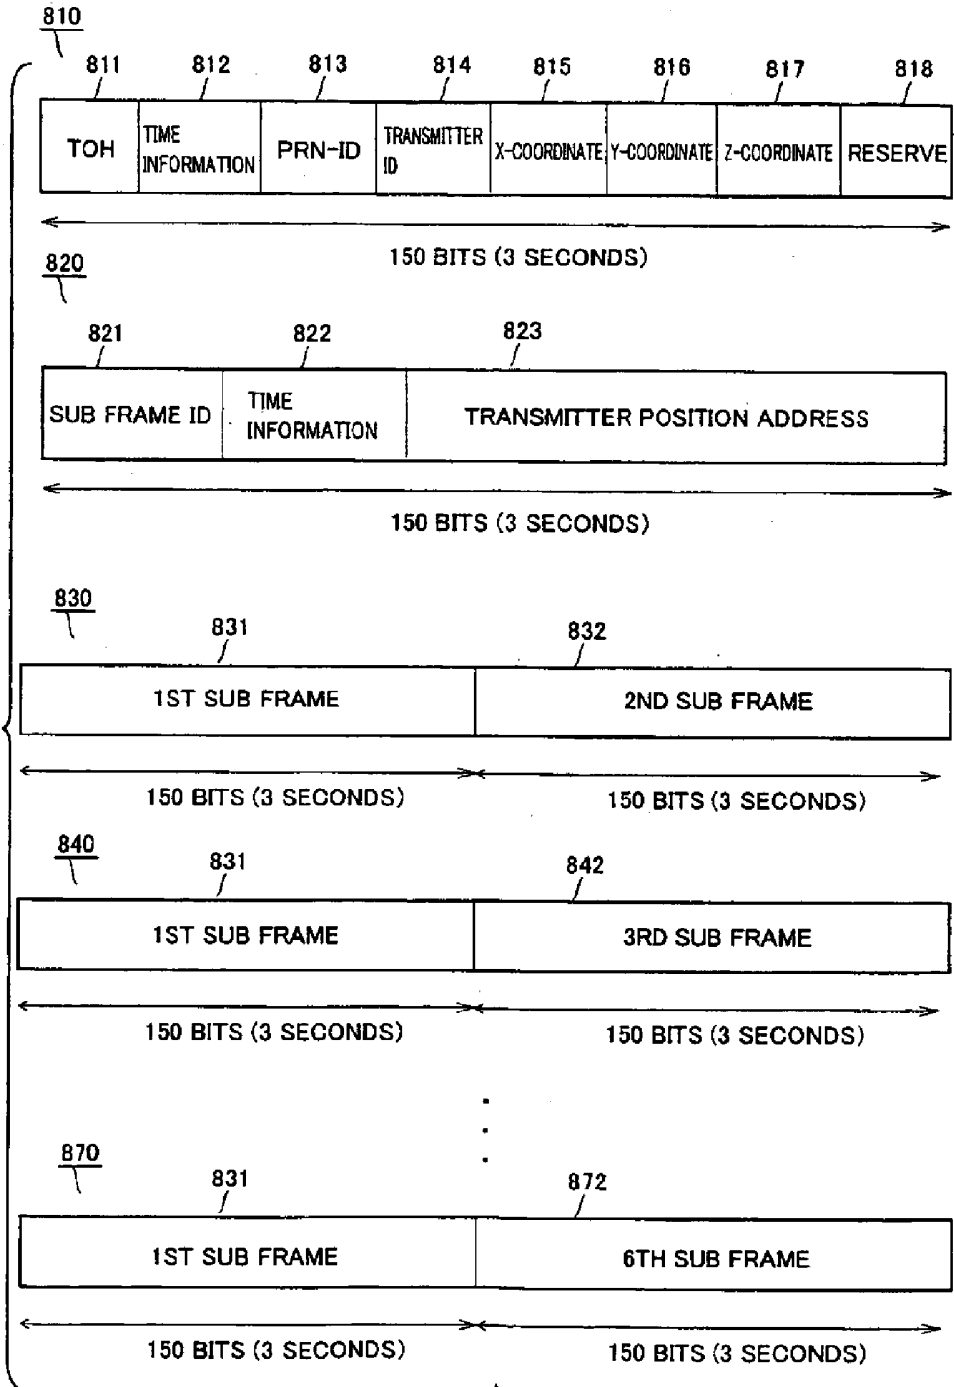 810
811 812 813 814 815 816 817 818
TOH TIME INFORMATION PRN-ID TRANSMITTER ID X-COORDINATE Y-COORDINATE Z-COORDINATE RESERVE
150 BITS (3 SECONDS)
820
821 822 823
SUB FRAME ID TIME INFORMATION TRANSMITTER POSITION ADDRESS
150 BITS (3 SECONDS)
830
831 832
1ST SUB FRAME 2ND SUB FRAME
150 BITS (3 SECONDS) 150 BITS (3 SECONDS)
840
831 842
1ST SUB FRAME 3RD SUB FRAME
150 BITS (3 SECONDS) 150 BITS (3 SECONDS)
870
831 872
1ST SUB FRAME 6TH SUB FRAME
150 BITS (3 SECONDS) 150 BITS (3 SECONDS)